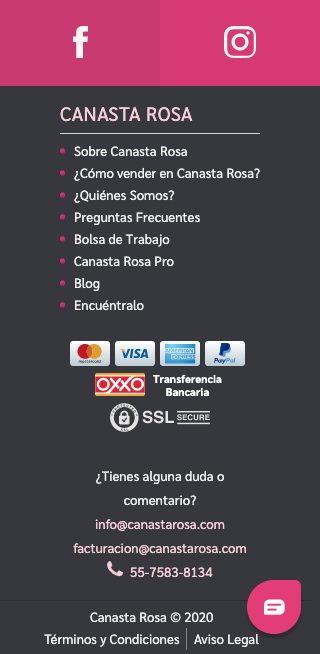 CANASTA ROSA
Sobre Canasta Rosa
¿Cómo vender en Canasta Rosa?
¿Quiénes Somos?
Preguntas Frecuentes
Bolsa de Trabajo
Canasta Rosa Pro
Blog
Encuéntralo
mastercard VISA AMERICAN EXPRESS PayPal
OXXO Transferencia
Bancaria
SSL SECURE
¿Tienes alguna duda o
comentario?
info@canastarosa.com
facturacion@canastarosa.com
55-7583-8134
Canasta Rosa © 2020
Términos y Condiciones Aviso Legal